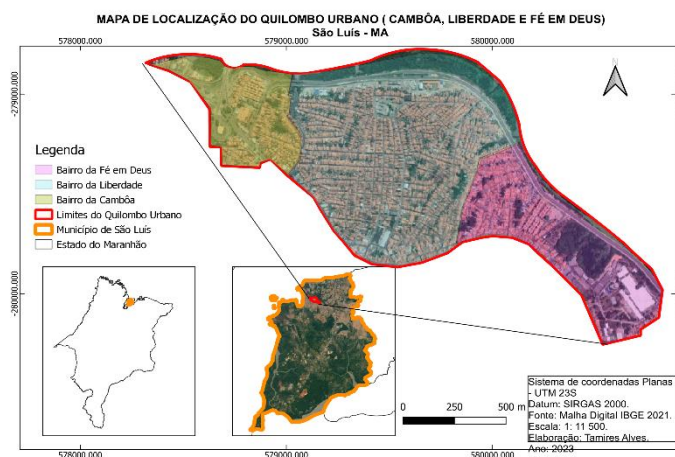 MAPA DE LOCALIZAÇÃO DO QUILOMBO URBANO ( CAMBÔA, LIBERDADE E FÉ EM DEUS)
São Luís - MA
578000.000 579000.000 580000.000
-279000.000 -279000.000
N
Legenda
Bairro da Fé em Deus
Bairro da Liberdade
Bairro da Cambôa
Limites do Quilombo Urbano
Município de São Luís
Estado do Maranhão
-280000.000 -280000.000
0 250 500 m
Sistema de coordenadas Planas
- UTM 23S
Datum: SIRGAS 2000.
Fonte: Malha Digital IBGE 2021.
Escala: 1: 11 500.
Elaboração: Tamires Alves.
Ano: 2023
578000.000 579000.000 580000.000